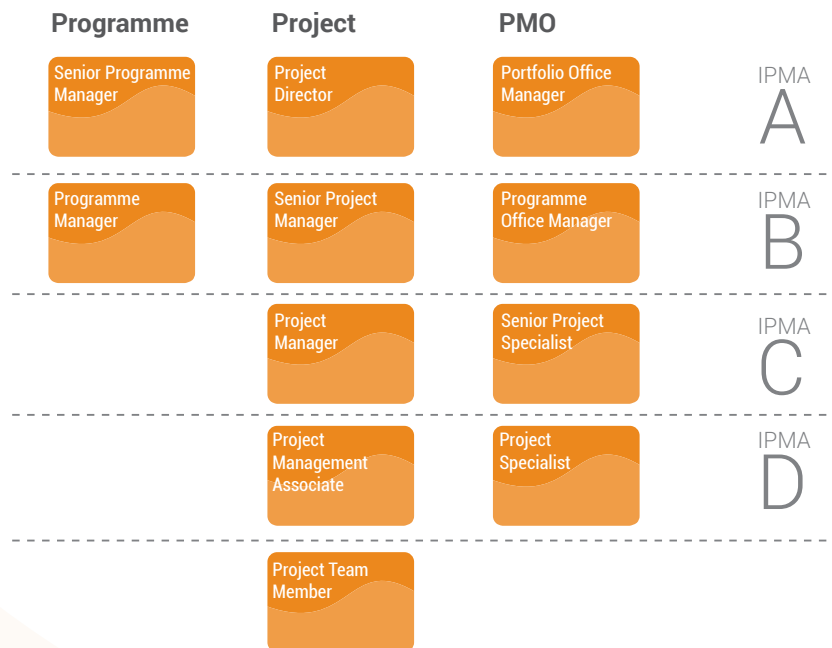 Programme
Project
PMO
Senior Programme
Manager
Project
Director
Portfolio Office
Manager
IPMA
A
Programme
Manager
Senior Project
Manager
Programme
Office Manager
IPMA
B
Project
Manager
Senior Project
Specialist
IPMA
C
Project
Management
Associate
Project
Specialist
IPMA
D
Project Team
Member